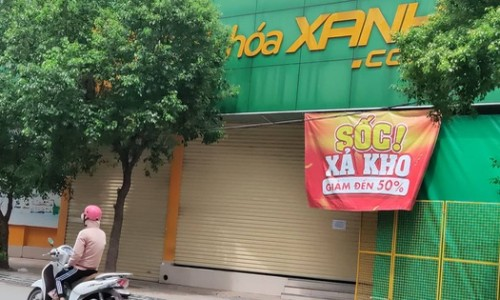 hóa XANH
.co
SỐC!
XẢ KHO
GIẢM ĐẾN 50%